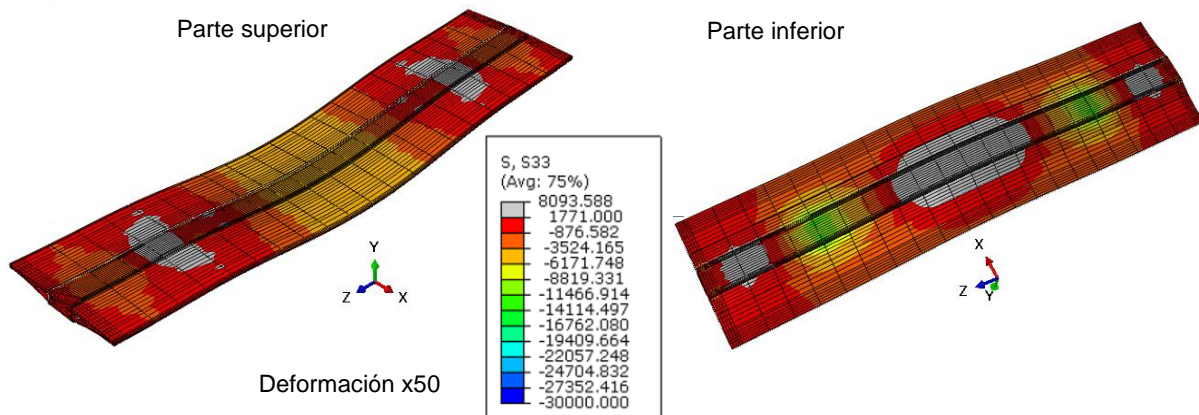 Parte superior
Parte inferior
S, S33
(Avg: 75%)
8093.588
1771.000
-876.582
-3524.165
-6171.748
-8819.331
-11466.914
-14114.497
-16762.080
-19409.664
-22057.248
-24704.832
-27352.416
-30000.000
Y
Z
X
X
Z
Y
Deformación x50